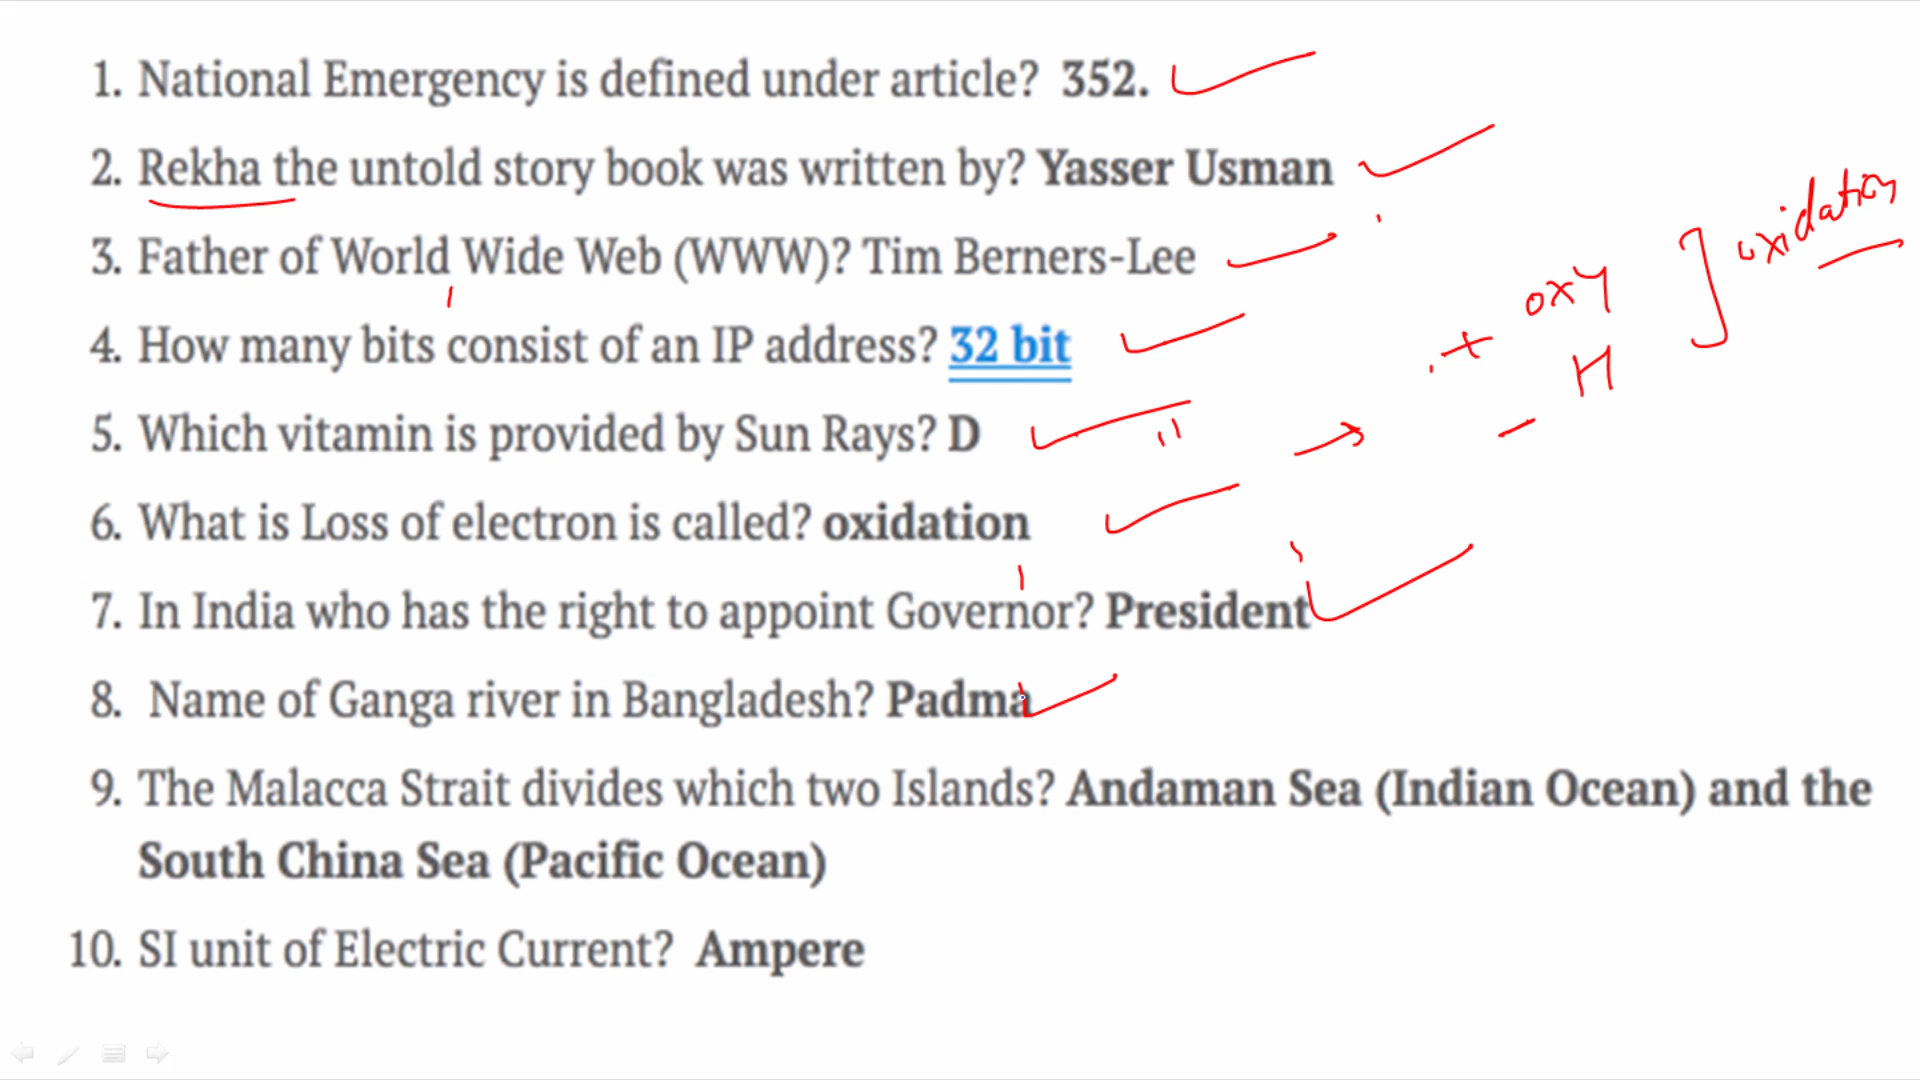 1. National Emergency is defined under article? 352.
2. Rekha the untold story book was written by? Yasser Usman
3. Father of World Wide Web (WWW)? Tim Berners-Lee
oxidation
oxy
+
H
4. How many bits consist of an IP address? 32 bit
5. Which vitamin is provided by Sun Rays? D
-
6. What is Loss of electron is called? oxidation
7. In India who has the right to appoint Governor? President
8. Name of Ganga river in Bangladesh? Padma
9. The Malacca Strait divides which two Islands? Andaman Sea (Indian Ocean) and the
South China Sea (Pacific Ocean)
10. SI unit of Electric Current? Ampere